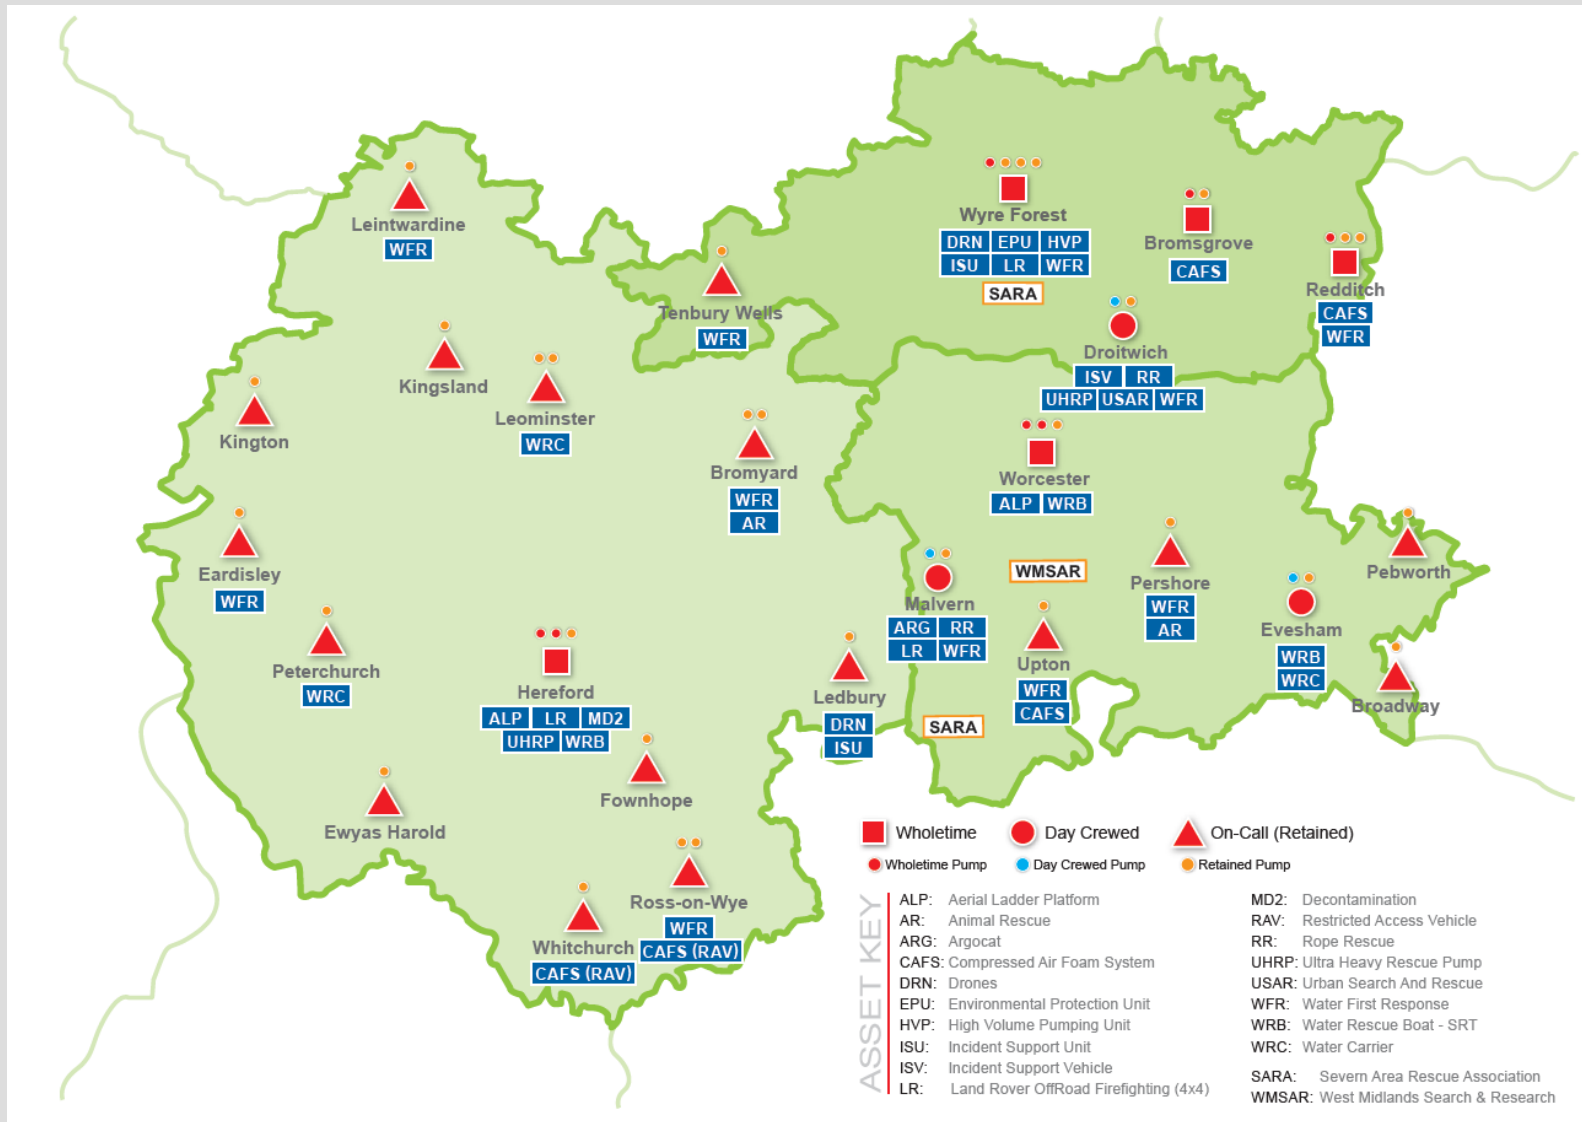 Leintwardine
WFR
Tenbury Wells
WFR
Wyre Forest
DRN EPU HVP
ISU LR WFR
SARA
Bromsgrove
CAFS
Redditch
CAFS
WFR
Droitwich
ISV RR
UHRP USAR WFR
Kingsland
Leominster
WRC
Kington
Bromyard
WFR
AR
Worcester
ALP WRB
Eardisley
WFR
Peterchurch
WRC
Hereford
ALP LR MD2
UHRP WRB
Malvern
ARG RR
LR WFR
WMSAR
Pershore
WFR
AR
Pebworth
Evesham
WRB
WRC
Upton
WFR
CAFS
Ledbury
DRN
ISU
SARA
Broadway
Fownhope
Ewyas Harold
Ross-on-Wye
WFR
CAFS (RAV)
Whitchurch
CAFS (RAV)
Wholetime Day Crewed On-Call (Retained)
Wholetime Pump Day Crewed Pump Retained Pump
ASSET KEY
ALP: Aerial Ladder Platform
AR: Animal Rescue
ARG: Argocat
CAFS: Compressed Air Foam System
DRN: Drones
EPU: Environmental Protection Unit
HVP: High Volume Pumping Unit
ISU: Incident Support Unit
ISV: Incident Support Vehicle
LR: Land Rover OffRoad Firefighting (4x4)
MD2: Decontamination
RAV: Restricted Access Vehicle
RR: Rope Rescue
UHRP: Ultra Heavy Rescue Pump
USAR: Urban Search And Rescue
WFR: Water First Response
WRB: Water Rescue Boat - SRT
WRC: Water Carrier
SARA: Severn Area Rescue Association
WMSAR: West Midlands Search & Research